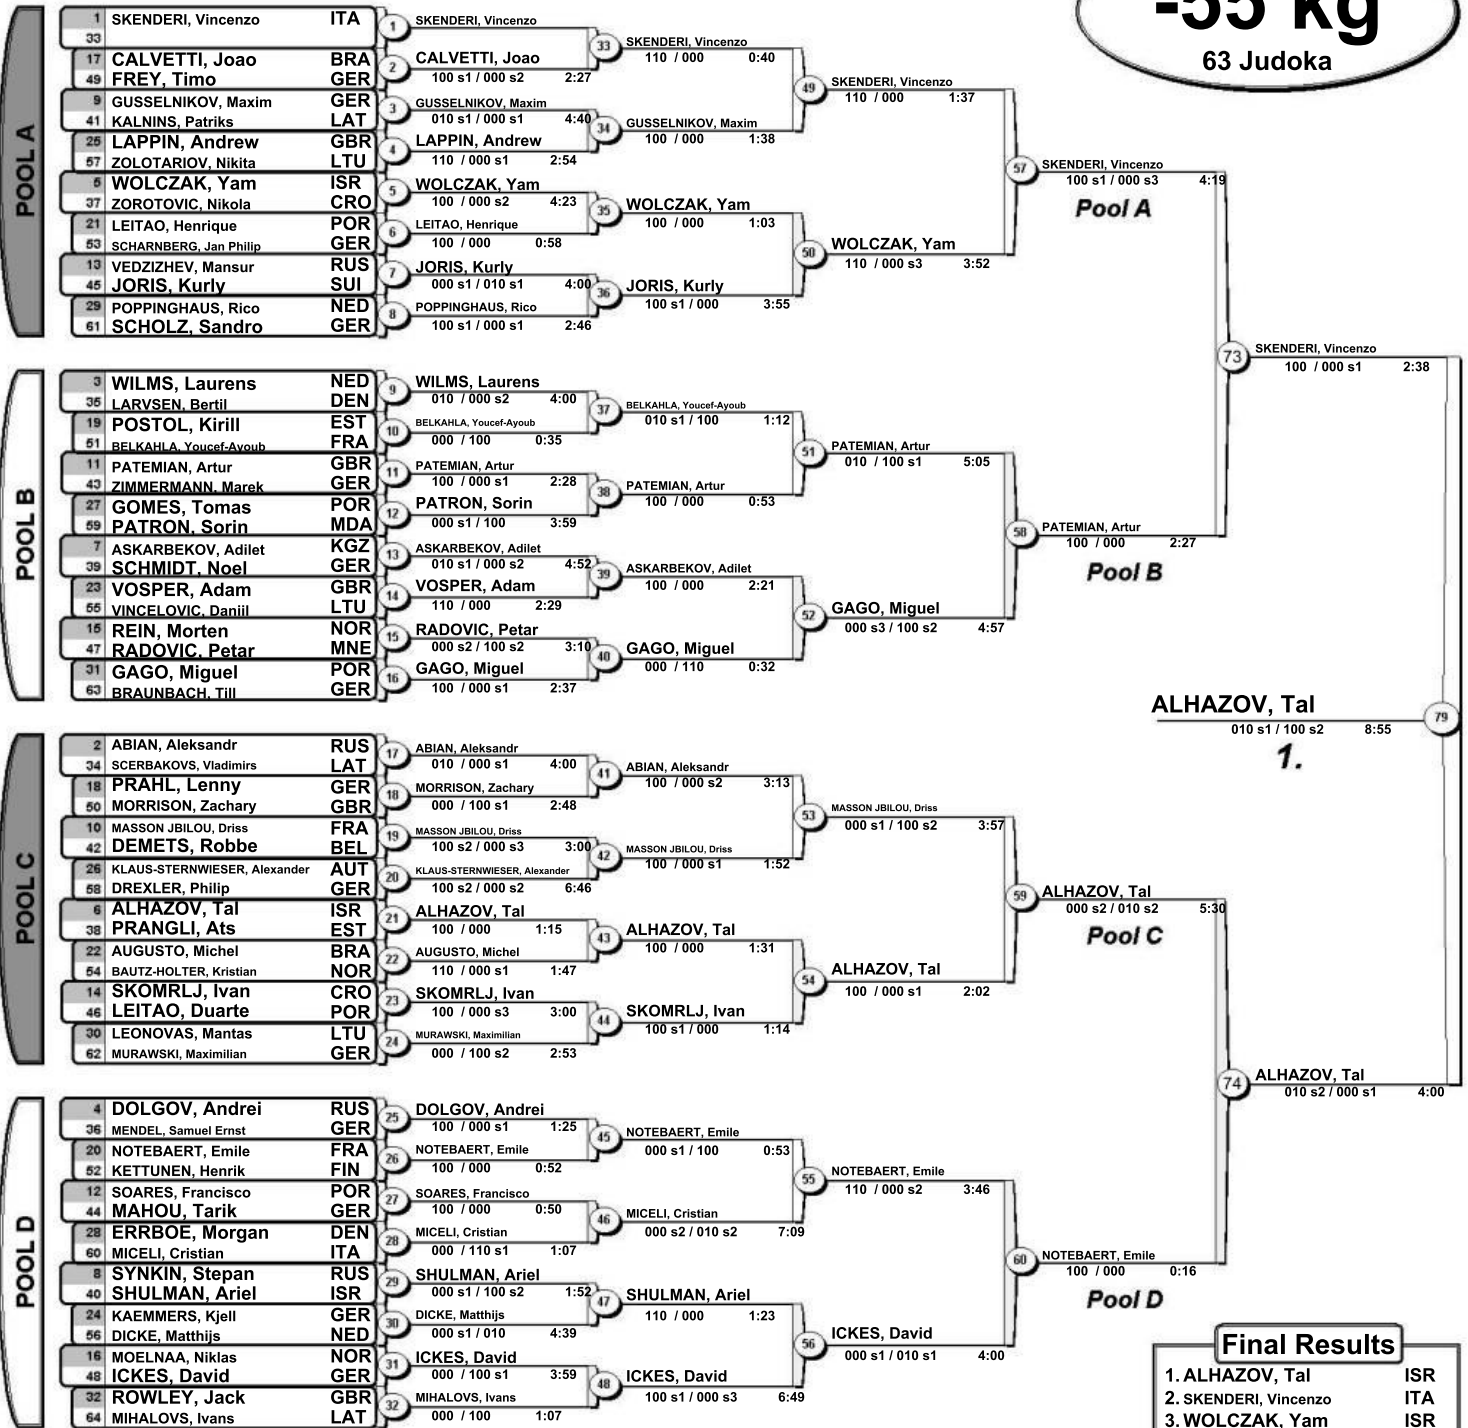 -55 kg
63 Judoka
POOL A
1 SKENDERI, Vincenzo ITA
33
17 CALVETTI, Joao BRA
49 FREY, Timo GER
9 GUSSELNIKOV, Maxim GER
41 KALNINS, Patriks LAT
25 LAPPIN, Andrew GBR
57 ZOLOTARIOV, Nikita LTU
5 WOLCZAK, Yam ISR
37 ZOROTOVIC, Nikola CRO
21 LEITAO, Henrique POR
53 SCHARNBERG, Jan Philip GER
13 VEDZIZHEV, Mansur RUS
45 JORIS, Kurly SUI
29 POPPINGHAUS, Rico NED
61 SCHOLZ, Sandro GER
1 SKENDERI, Vincenzo
2 CALVETTI, Joao
100 s1 / 000 s2 2:27
3 GUSSELNIKOV, Maxim
010 s1 / 000 s1 4:40
4 LAPPIN, Andrew
110 / 000 s1 2:54
5 WOLCZAK, Yam
100 / 000 s2 4:23
6 LEITAO, Henrique
100 / 000 0:58
7 JORIS, Kurly
000 s1 / 010 s1 4:00
8 POPPINGHAUS, Rico
100 s1 / 000 s1 2:46
33 SKENDERI, Vincenzo
110 / 000 0:40
34 GUSSELNIKOV, Maxim
100 / 000 1:38
35 WOLCZAK, Yam
100 / 000 1:03
36 JORIS, Kurly
100 s1 / 000 3:55
49 SKENDERI, Vincenzo
110 / 000 1:37
50 WOLCZAK, Yam
110 / 000 s3 3:52
57 SKENDERI, Vincenzo
100 s1 / 000 s3 4:19
Pool A
POOL B
3 WILMS, Laurens NED
35 LARVSEN, Bertil DEN
19 POSTOL, Kirill EST
51 BELKAHLA, Youcef-Ayoub FRA
11 PATEMIAN, Artur GBR
43 ZIMMERMANN, Marek GER
27 GOMES, Tomas POR
59 PATRON, Sorin MDA
7 ASKARBEKOV, Adilet KGZ
39 SCHMIDT, Noel GER
23 VOSPER, Adam GBR
55 VINCELOVIC, Daniil LTU
15 REIN, Morten NOR
47 RADOVIC, Petar MNE
31 GAGO, Miguel POR
63 BRAUNBACH, Till GER
9 WILMS, Laurens
010 / 000 s2 4:00
10 BELKAHLA, Youcef-Ayoub
000 / 100 0:35
11 PATEMIAN, Artur
100 / 000 s1 2:28
12 PATRON, Sorin
000 s1 / 100 3:59
13 ASKARBEKOV, Adilet
010 s1 / 000 s2 4:52
14 VOSPER, Adam
110 / 000 2:29
15 RADOVIC, Petar
000 s2 / 100 s2 3:10
16 GAGO, Miguel
100 / 000 s1 2:37
37 BELKAHLA, Youcef-Ayoub
010 s1 / 100 1:12
38 PATEMIAN, Artur
100 / 000 0:53
39 ASKARBEKOV, Adilet
100 / 000 2:21
40 GAGO, Miguel
000 / 110 0:32
51 PATEMIAN, Artur
010 / 100 s1 5:05
52 GAGO, Miguel
000 s3 / 100 s2 4:57
58 PATEMIAN, Artur
100 / 000 2:27
Pool B
73 SKENDERI, Vincenzo
100 / 000 s1 2:38
ALHAZOV, Tal 79
010 s1 / 100 s2 8:55
1.
POOL C
2 ABIAN, Aleksandr RUS
34 SCERBAKOVS, Vladimirs LAT
18 PRAHL, Lenny GER
50 MORRISON, Zachary GBR
10 MASSON JBILOU, Driss FRA
42 DEMETS, Robbe BEL
26 KLAUS-STERNWIESER, Alexander AUT
58 DREXLER, Philip GER
6 ALHAZOV, Tal ISR
38 PRANGLI, Ats EST
22 AUGUSTO, Michel BRA
54 BAUTZ-HOLTER, Kristian NOR
14 SKOMRLJ, Ivan CRO
46 LEITAO, Duarte POR
30 LEONOVAS, Mantas LTU
62 MURAWSKI, Maximilian GER
17 ABIAN, Aleksandr
010 / 000 s1 4:00
18 MORRISON, Zachary
000 / 100 s1 2:48
19 MASSON JBILOU, Driss
100 s2 / 000 s3 3:00
20 KLAUS-STERNWIESER, Alexander
100 s2 / 000 s2 6:46
21 ALHAZOV, Tal
100 / 000 1:15
22 AUGUSTO, Michel
110 / 000 s1 1:47
23 SKOMRLJ, Ivan
100 / 000 s3 3:00
24 MURAWSKI, Maximilian
000 / 100 s2 2:53
41 ABIAN, Aleksandr
100 / 000 s2 3:13
42 MASSON JBILOU, Driss
100 / 000 s1 1:52
43 ALHAZOV, Tal
100 / 000 1:31
44 SKOMRLJ, Ivan
100 s1 / 000 1:14
53 MASSON JBILOU, Driss
000 s1 / 100 s2 3:57
54 ALHAZOV, Tal
100 / 000 s1 2:02
59 ALHAZOV, Tal
000 s2 / 010 s2 5:30
Pool C
POOL D
4 DOLGOV, Andrei RUS
36 MENDEL, Samuel Ernst GER
20 NOTEBAERT, Emile FRA
52 KETTUNEN, Henrik FIN
12 SOARES, Francisco POR
44 MAHOU, Tarik GER
28 ERRBOE, Morgan DEN
60 MICELI, Cristian ITA
8 SYNKIN, Stepan RUS
40 SHULMAN, Ariel ISR
24 KAEMMERS, Kjell GER
56 DICKE, Matthijs NED
16 MOELNAA, Niklas NOR
48 ICKES, David GER
32 ROWLEY, Jack GBR
64 MIHALOVS, Ivans LAT
25 DOLGOV, Andrei
100 / 000 s1 1:25
26 NOTEBAERT, Emile
100 / 000 0:52
27 SOARES, Francisco
100 / 000 0:50
28 MICELI, Cristian
000 / 110 s1 1:07
29 SHULMAN, Ariel
000 s1 / 100 s2 1:52
30 DICKE, Matthijs
000 s1 / 010 4:39
31 ICKES, David
000 / 100 s1 3:59
32 MIHALOVS, Ivans
000 / 100 1:07
45 NOTEBAERT, Emile
000 s1 / 100 0:53
46 MICELI, Cristian
000 s2 / 010 s2 7:09
47 SHULMAN, Ariel
110 / 000 1:23
48 ICKES, David
100 s1 / 000 s3 6:49
55 NOTEBAERT, Emile
110 / 000 s2 3:46
56 ICKES, David
000 s1 / 010 s1 4:00
60 NOTEBAERT, Emile
100 / 000 0:16
Pool D
74 ALHAZOV, Tal
010 s2 / 000 s1 4:00
Final Results
1. ALHAZOV, Tal ISR
2. SKENDERI, Vincenzo ITA
3. WOLCZAK, Yam ISR